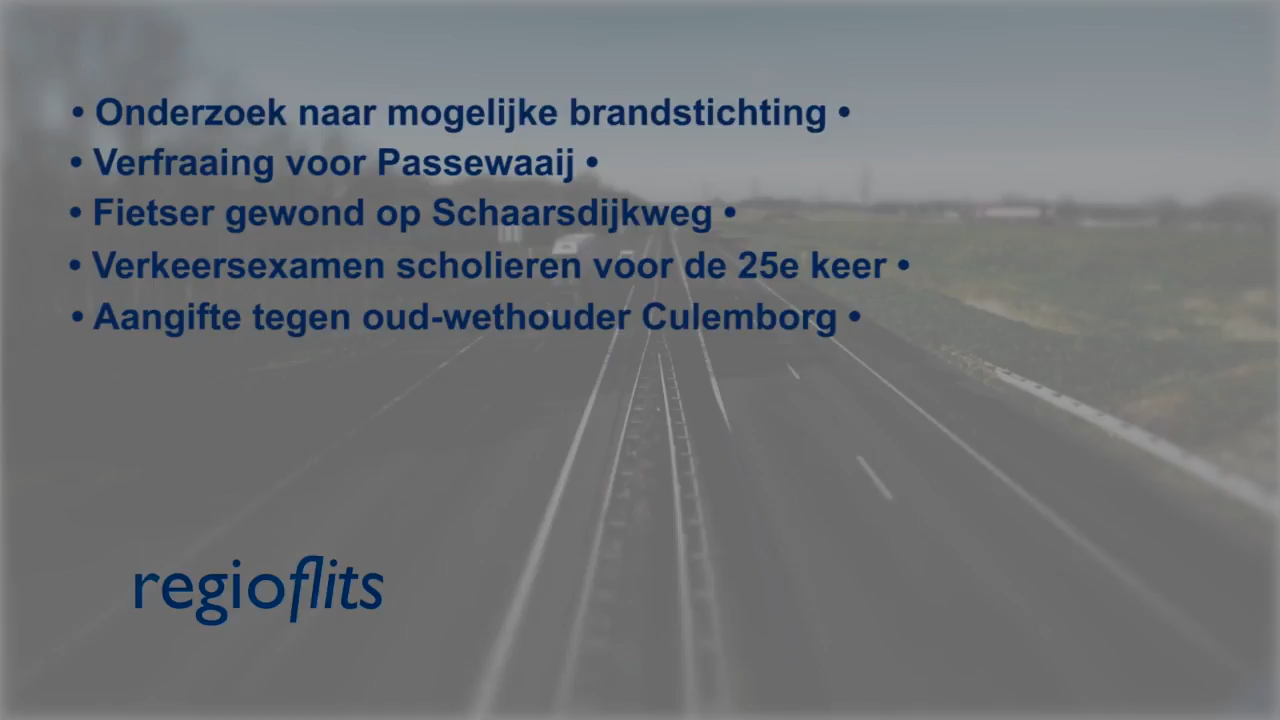 • Onderzoek naar mogelijke brandstichting •
• Verfraaing voor Passewaaij •
• Fietser gewond op Schaarsdijkweg •
• Verkeersexamen scholieren voor de 25e keer •
• Aangifte tegen oud-wethouder Culemborg •
regioflits